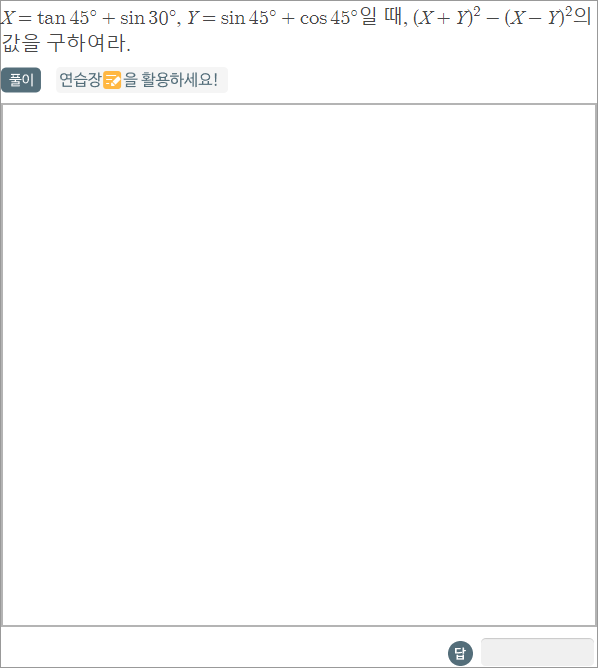 X = tan 45° + sin 30°, Y = sin 45° + cos 45°일 때, (X + Y)² − (X − Y)²의
값을 구하여라.
풀이 연습장을 활용하세요!
답